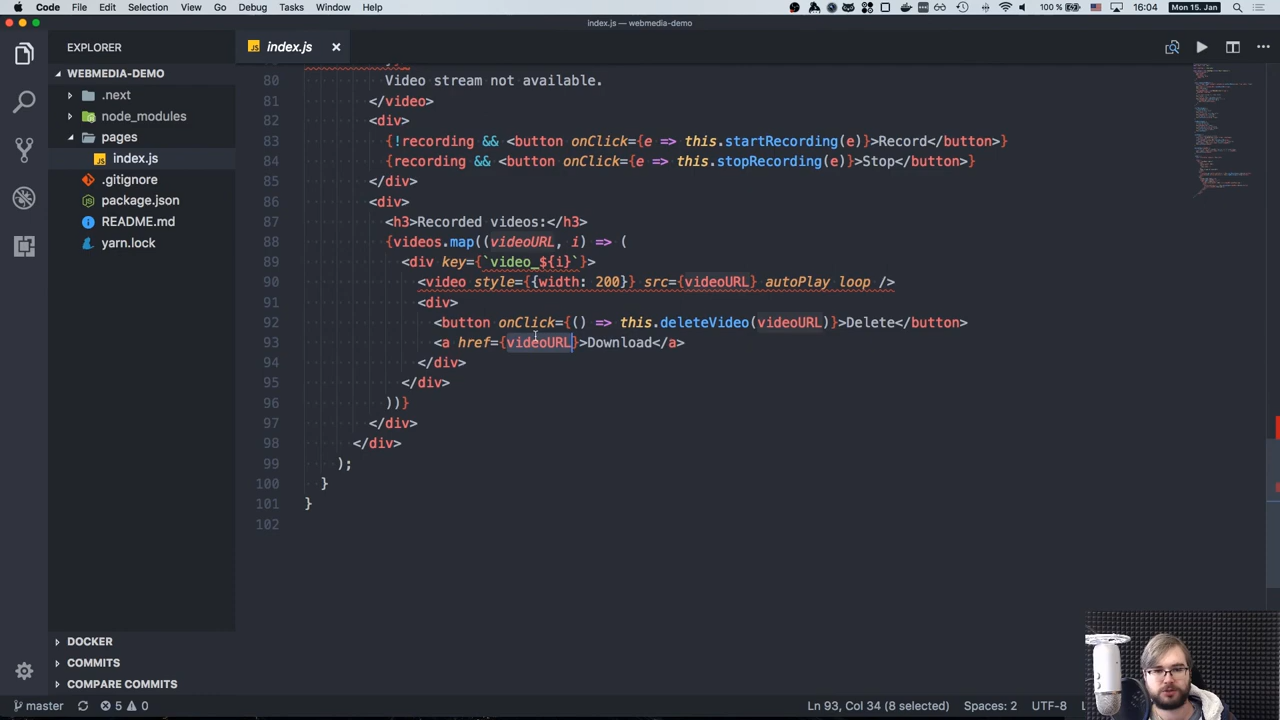 Code File Edit Selection View Go Debug Tasks Window Help 100 % 16:04 Mon 15. Jan
index.js — webmedia-demo
EXPLORER
WEBMEDIA-DEMO
.next
node_modules
pages
JS index.js
.gitignore
package.json
README.md
yarn.lock
DOCKER
COMMITS
COMPARE COMMITS
JS index.js ×
80 Video stream not available.
81 </video>
82 <div>
83 {!recording && <button onClick={e => this.startRecording(e)}>Record</button>}
84 {recording && <button onClick={e => this.stopRecording(e)}>Stop</button>}
85 </div>
86 <div>
87 <h3>Recorded videos:</h3>
88 {videos.map((videoURL, i) => (
89 <div key={`video_${i}`}>
90 <video style={{width: 200}} src={videoURL} autoPlay loop />
91 <div>
92 <button onClick={() => this.deleteVideo(videoURL)}>Delete</button>
93 <a href={videoURL}>Download</a>
94 </div>
95 </div>
96 ))}
97 </div>
98 </div>
99 );
100 }
101 }
102
master 5 0 Ln 93, Col 34 (8 selected) Spaces: 2 UTF-8